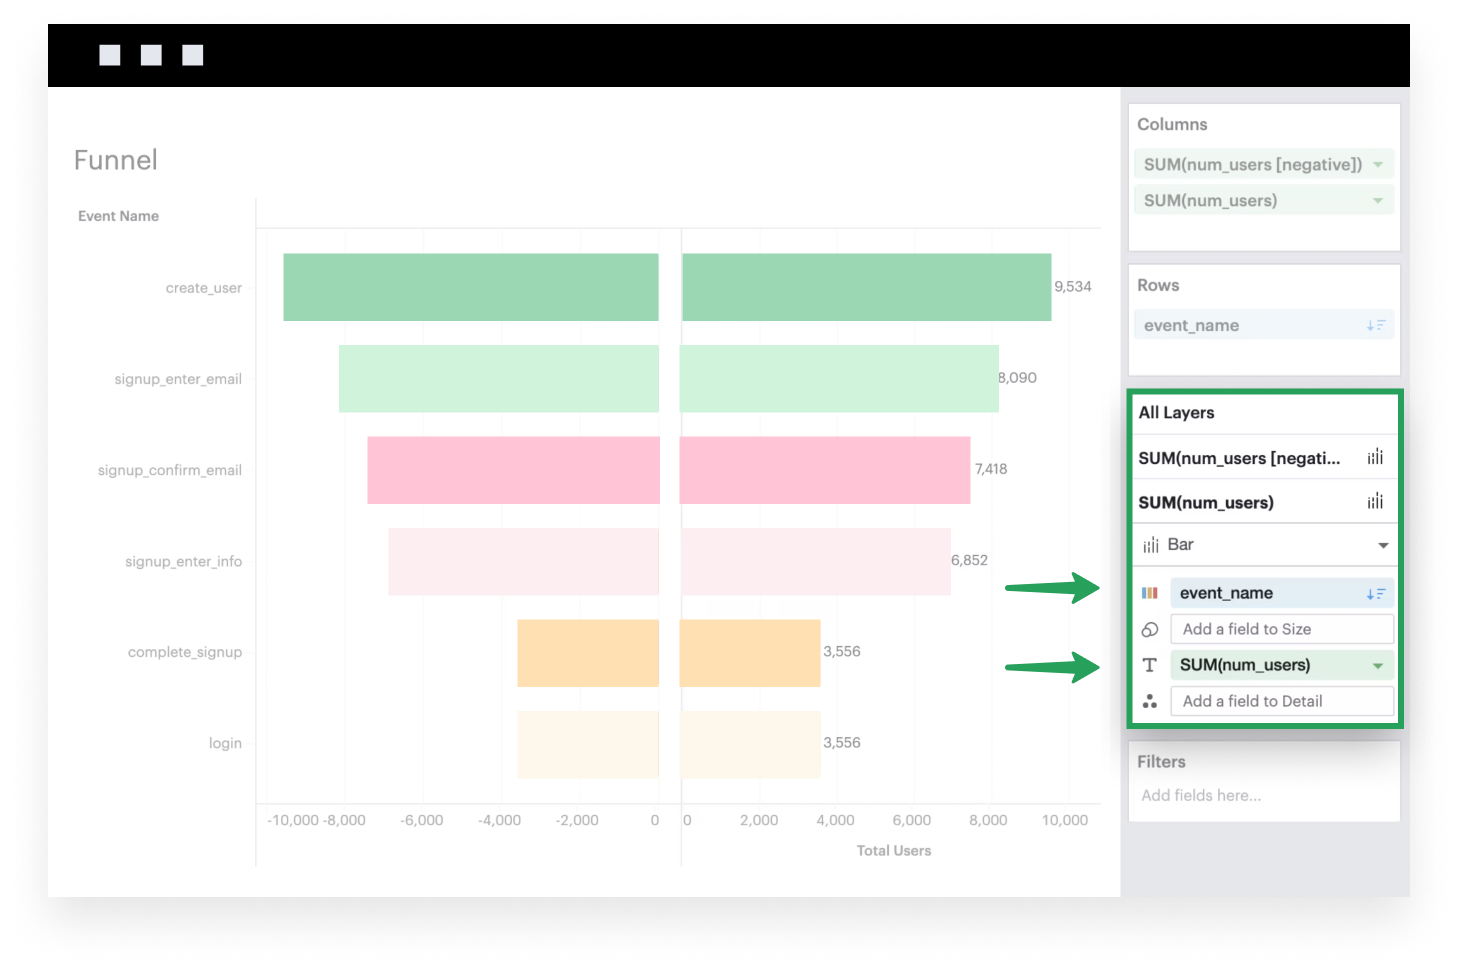 Funnel
Event Name
create_user
9,534
signup_enter_email
8,090
signup_confirm_email
7,418
signup_enter_info
6,852
complete_signup
3,556
login
3,556
-10,000 -8,000 -6,000 -4,000 -2,000 0 0 2,000 4,000 6,000 8,000 10,000
Total Users
Columns
SUM(num_users [negative])
SUM(num_users)
Rows
event_name
All Layers
SUM(num_users [negati...
SUM(num_users)
Bar
event_name
Add a field to Size
T SUM(num_users)
Add a field to Detail
Filters
Add fields here...